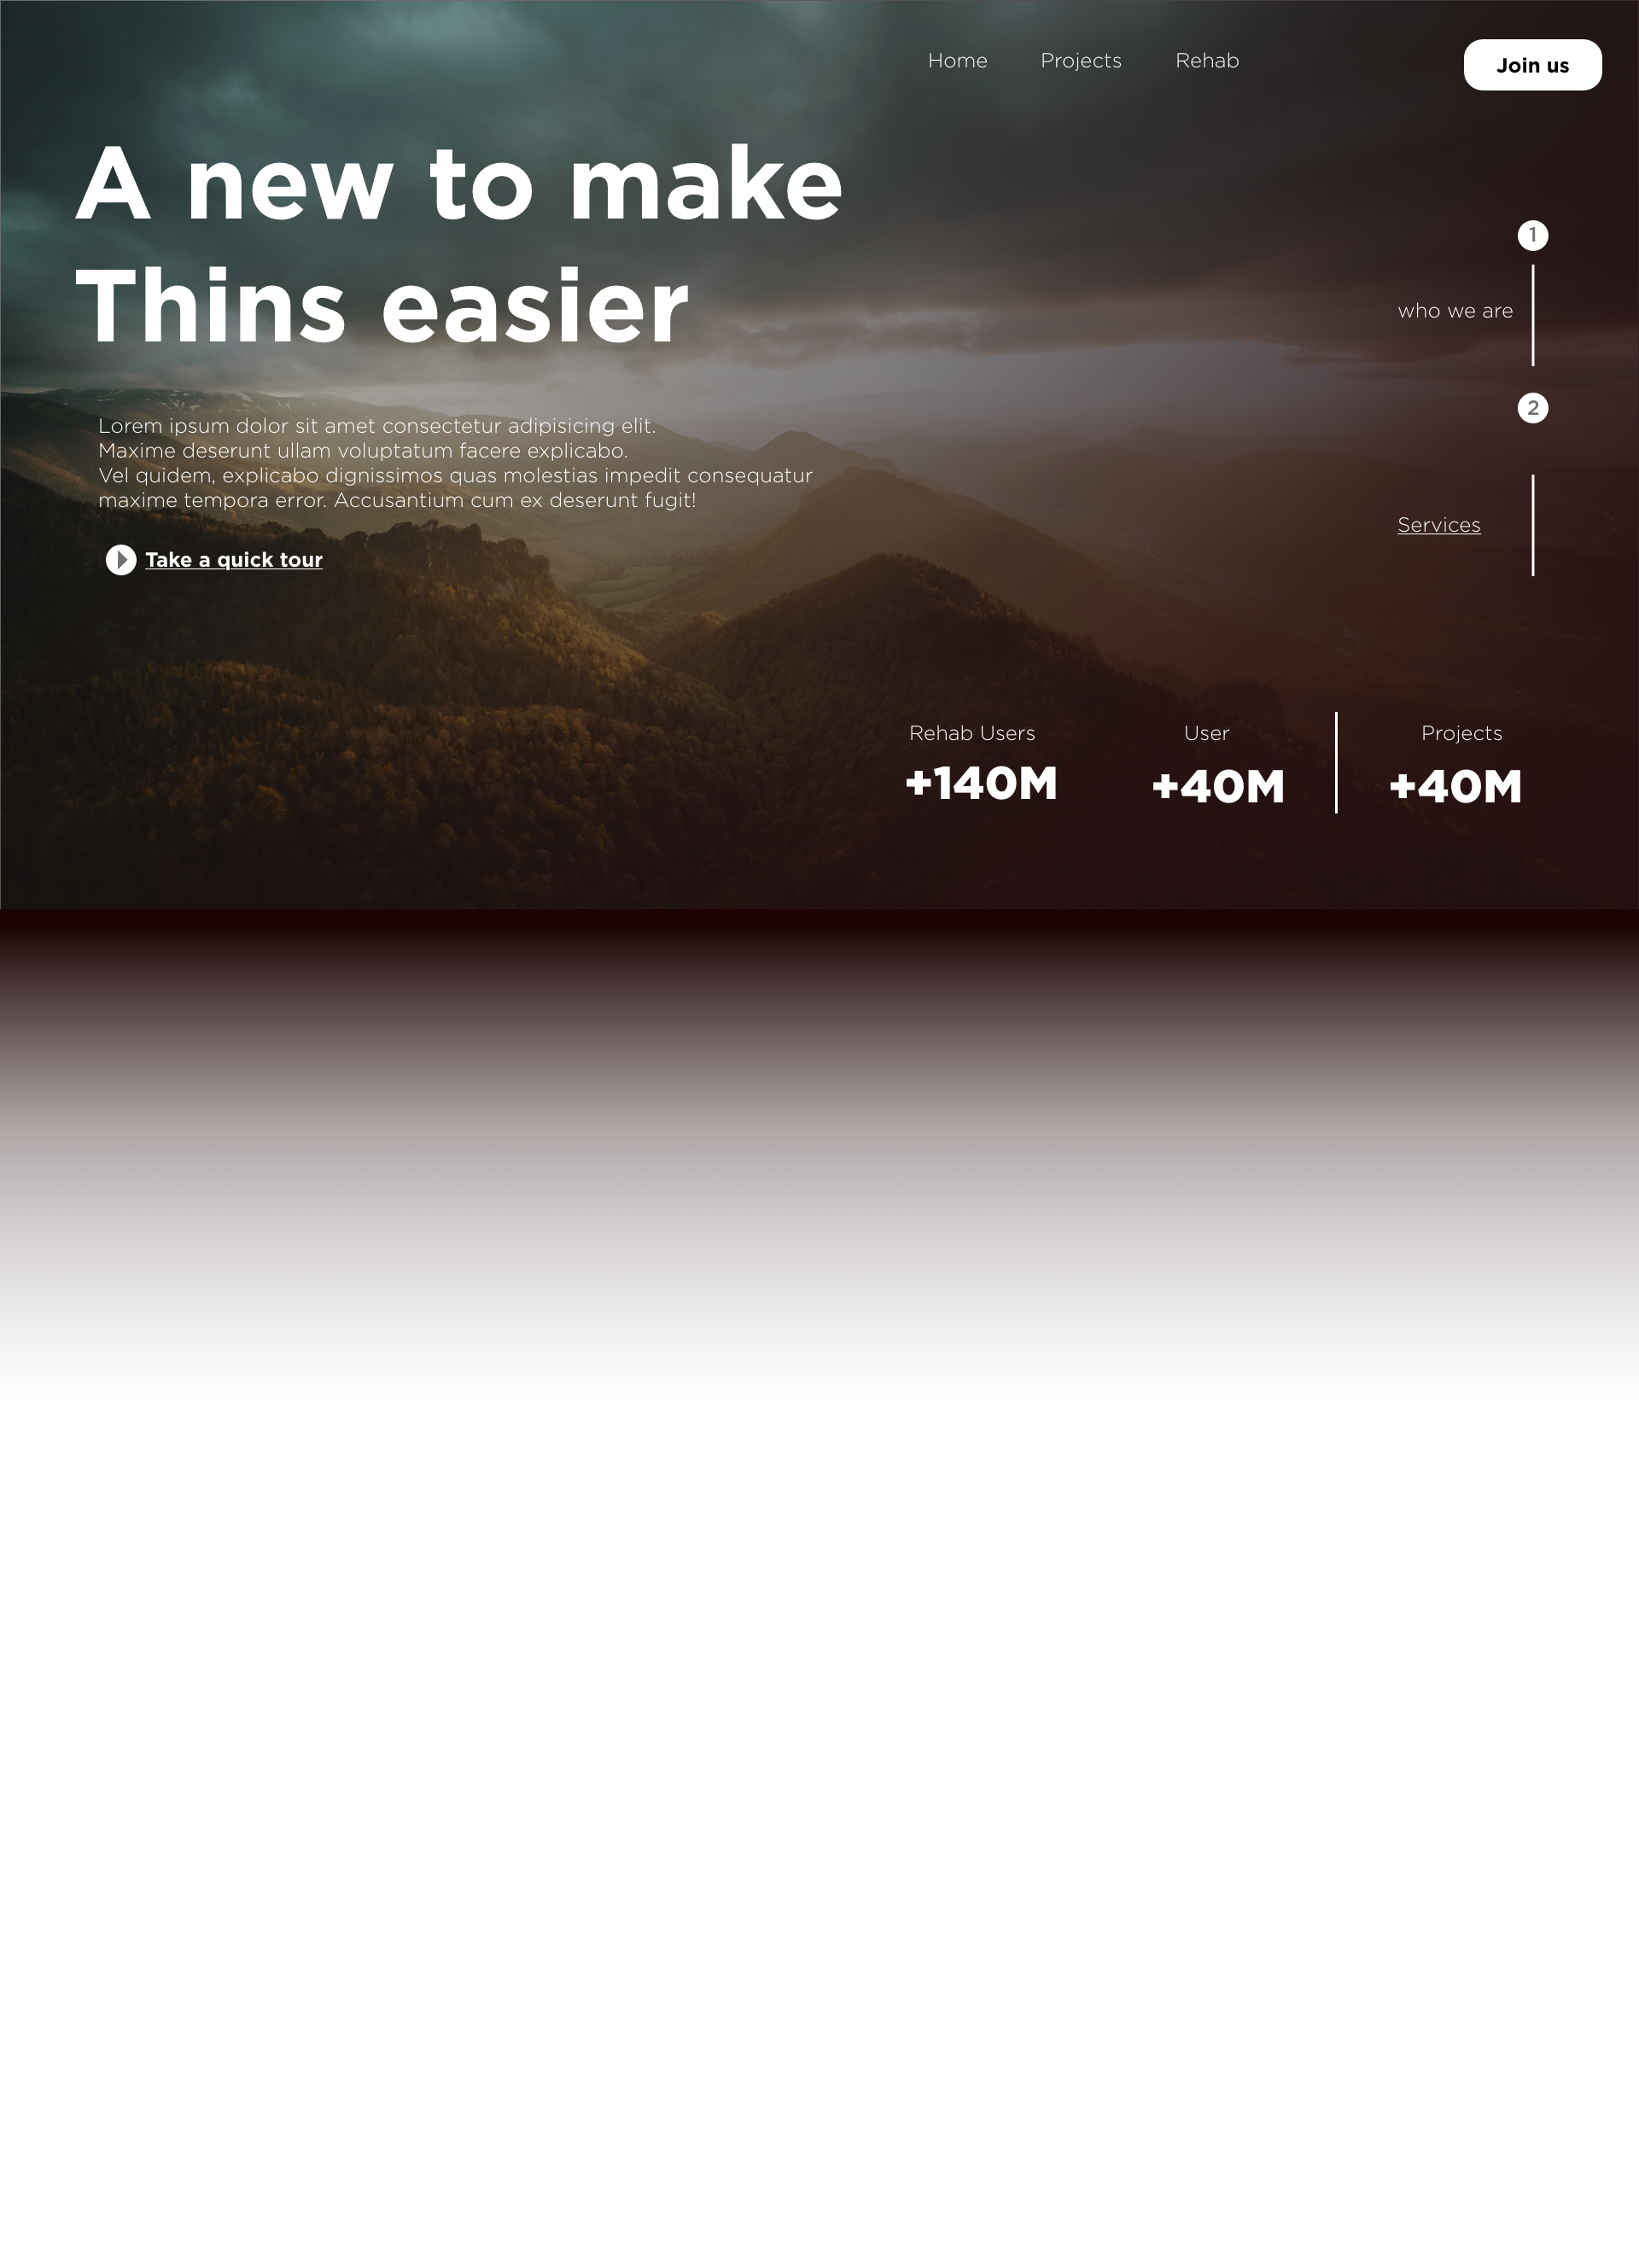 Home
Projects
Rehab
Join us
A new to make
Thins easier
1
who we are
2
Lorem ipsum dolor sit amet consectetur adipisicing elit.
Maxime deserunt ullam voluptatum facere explicabo.
Vel quidem, explicabo dignissimos quas molestias impedit consequatur
maxime tempora error. Accusantium cum ex deserunt fugit!
Services
Take a quick tour
Rehab Users
User
Projects
+140M
+40M
+40M